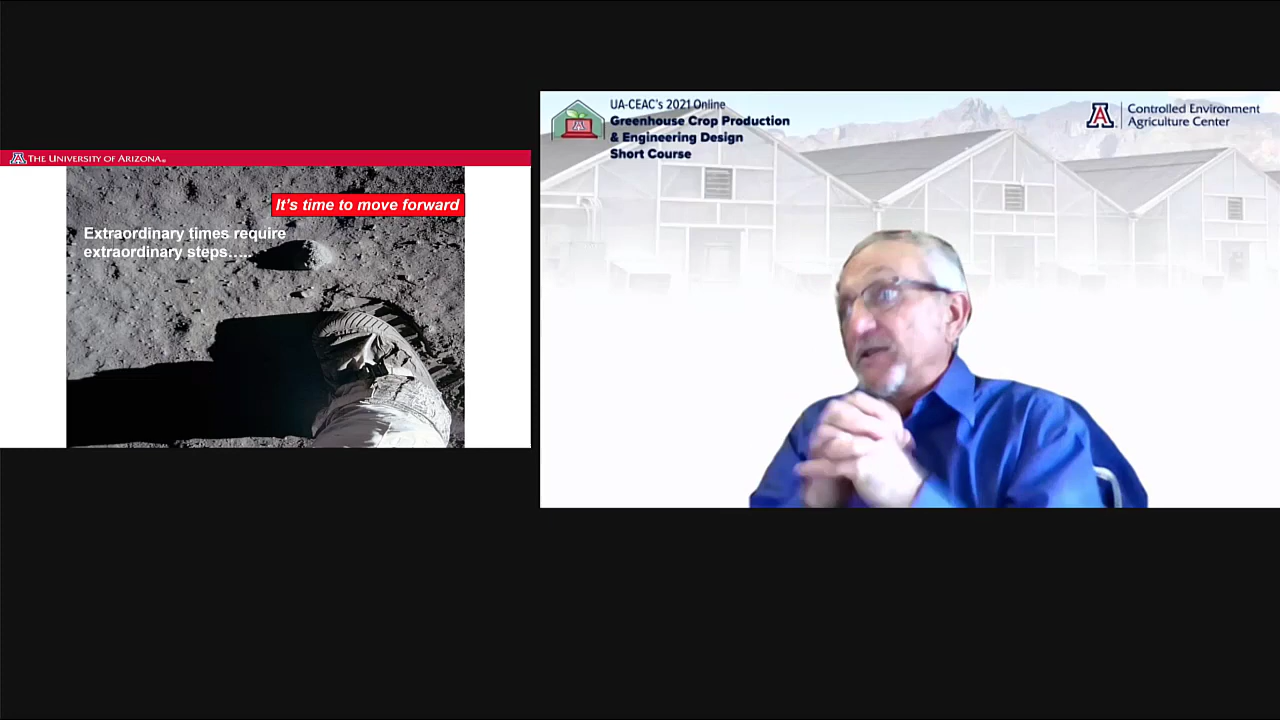 THE UNIVERSITY OF ARIZONA®
It's time to move forward
Extraordinary times require
extraordinary steps…..
UA-CEAC's 2021 Online
Greenhouse Crop Production
& Engineering Design
Short Course
A
Controlled Environment
Agriculture Center